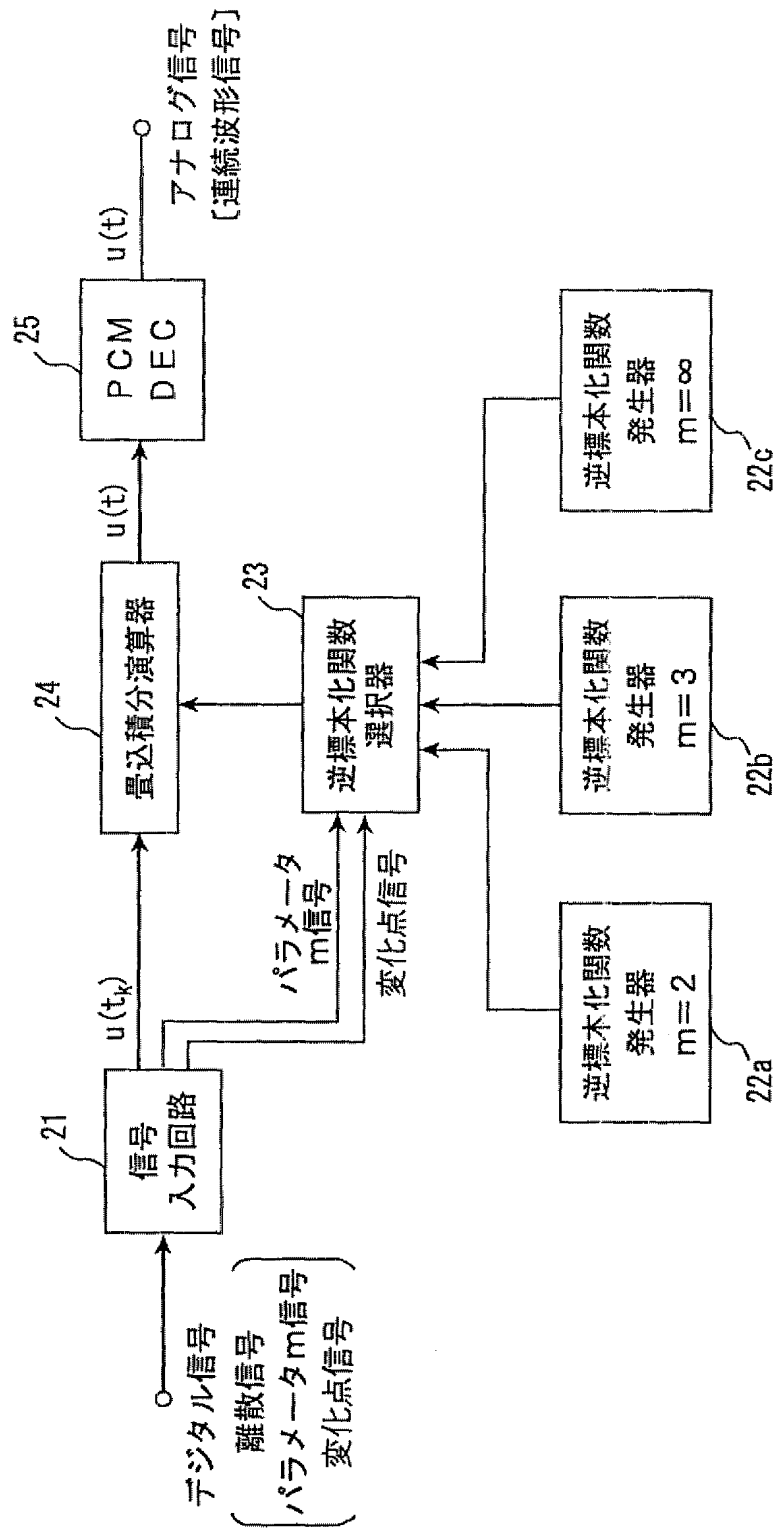 デジタル信号
離散信号
パラメータm信号
変化点信号
21
信号
入力回路
u(tk)
パラメータ
m信号
変化点信号
24
畳込積分演算器
23
逆標本化関数
選択器
u(t)
25
PCM
DEC
u(t)
アナログ信号
[連続波形信号]
逆標本化関数
発生器
m=2
22a
逆標本化関数
発生器
m=3
22b
逆標本化関数
発生器
m=∞
22c